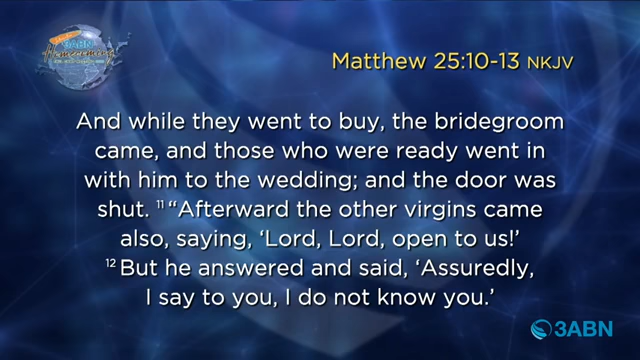 3ABN
Homecoming
Matthew 25:10-13 NKJV
And while they went to buy, the bridegroom
came, and those who were ready went in
with him to the wedding; and the door was
shut. ¹¹ “Afterward the other virgins came
also, saying, ‘Lord, Lord, open to us!’
¹² But he answered and said, ‘Assuredly,
I say to you, I do not know you.’
3ABN